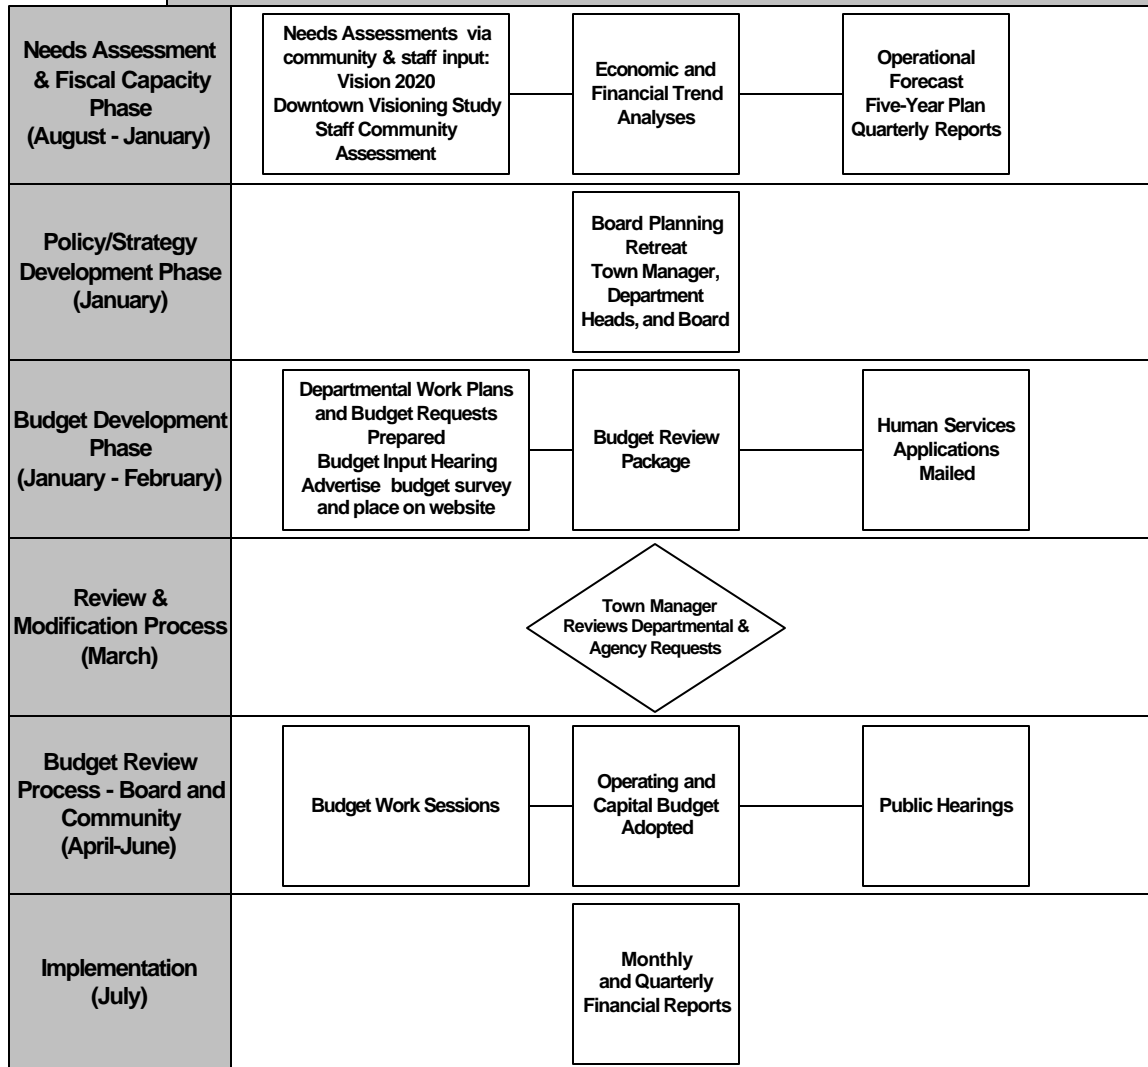 Needs Assessment
& Fiscal Capacity
Phase
(August - January)
Needs Assessments via
community & staff input:
Vision 2020
Downtown Visioning Study
Staff Community
Assessment
Economic and
Financial Trend
Analyses
Operational
Forecast
Five-Year Plan
Quarterly Reports
Policy/Strategy
Development Phase
(January)
Board Planning
Retreat
Town Manager,
Department
Heads, and Board
Budget Development
Phase
(January - February)
Departmental Work Plans
and Budget Requests
Prepared
Budget Input Hearing
Advertise budget survey
and place on website
Budget Review
Package
Human Services
Applications
Mailed
Review &
Modification Process
(March)
Town Manager
Reviews Departmental &
Agency Requests
Budget Review
Process - Board and
Community
(April-June)
Budget Work Sessions
Operating and
Capital Budget
Adopted
Public Hearings
Implementation
(July)
Monthly
and Quarterly
Financial Reports